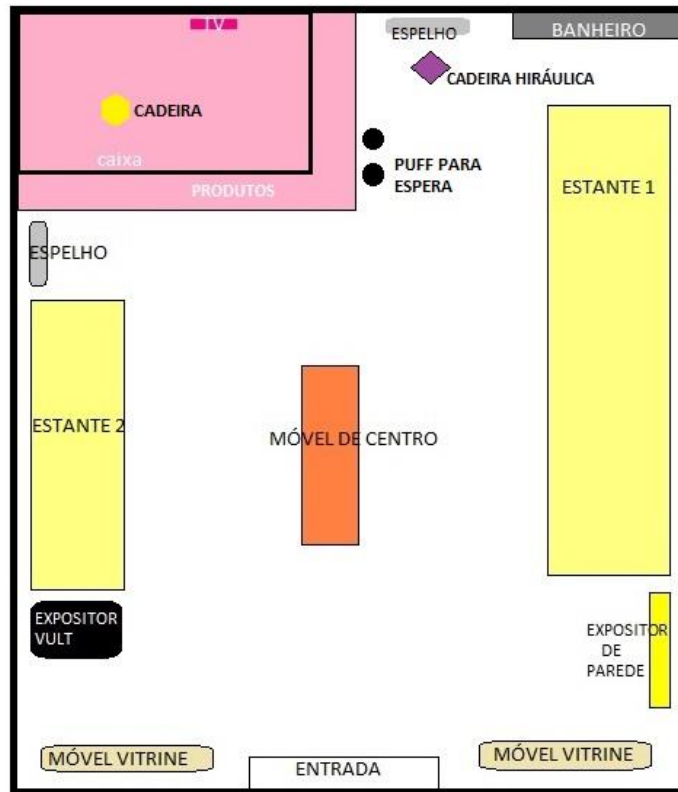 TV
ESPELHO
BANHEIRO
CADEIRA HIRÁULICA
CADEIRA
caixa
PUFF PARA
ESPERA
PRODUTOS
ESTANTE 1
ESPELHO
ESTANTE 2
MÓVEL DE CENTRO
EXPOSITOR
VULT
EXPOSITOR
DE
PAREDE
MÓVEL VITRINE
ENTRADA
MÓVEL VITRINE